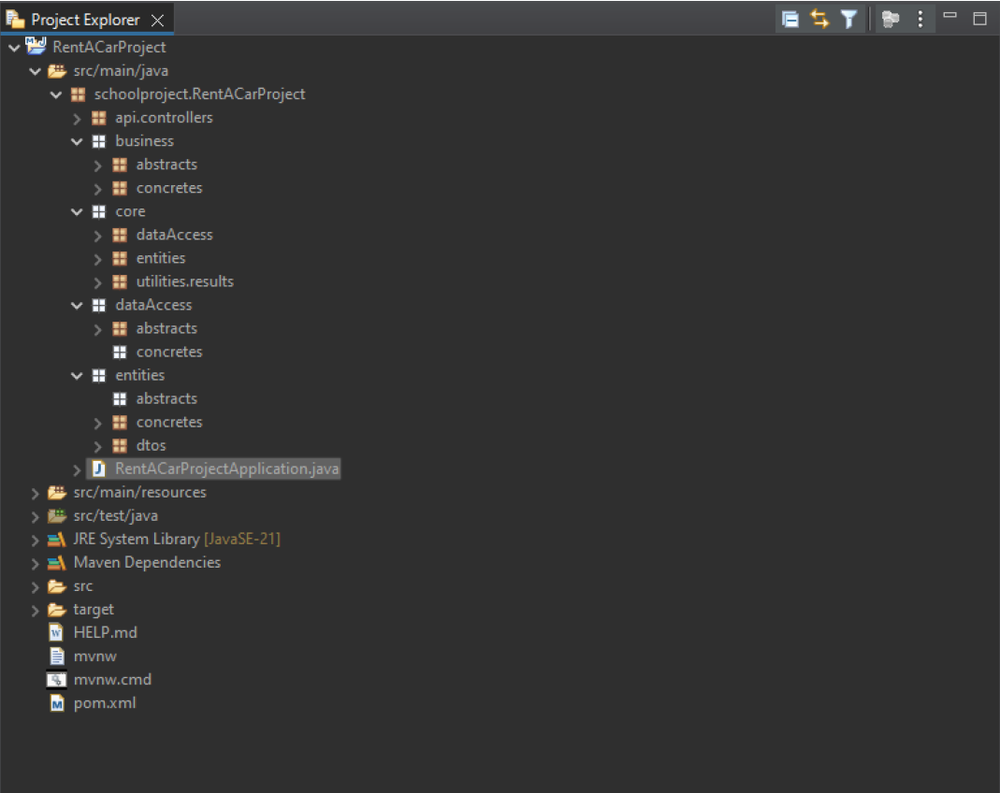 Project Explorer
RentACarProject
src/main/java
schoolproject.RentACarProject
api.controllers
business
abstracts
concretes
core
dataAccess
entities
utilities.results
dataAccess
abstracts
concretes
entities
abstracts
concretes
dtos
RentACarProjectApplication.java
src/main/resources
src/test/java
JRE System Library [JavaSE-21]
Maven Dependencies
src
target
HELP.md
mvnw
mvnw.cmd
pom.xml